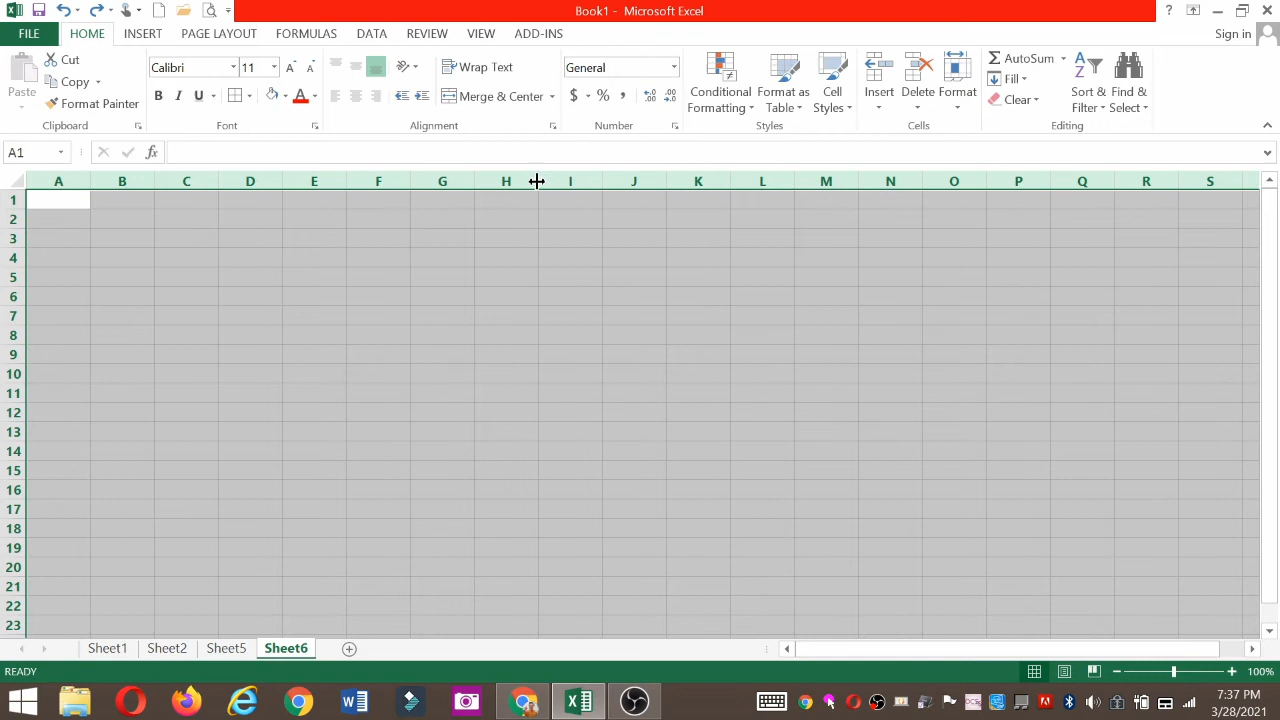 Book1 - Microsoft Excel
?
FILE HOME INSERT PAGE LAYOUT FORMULAS DATA REVIEW VIEW ADD-INS Sign in
Paste
Cut
Copy
Format Painter
Clipboard
Calibri 11
B I U A
Font
Wrap Text
Merge & Center
Alignment
General
$ % ,
Number
Conditional Formatting
Format as Table
Cell Styles
Styles
Insert
Delete
Format
Cells
AutoSum
Fill
Clear
Sort & Filter
Find & Select
Editing
A1 fx
A B C D E F G H I J K L M N O P Q R S
1
2
3
4
5
6
7
8
9
10
11
12
13
14
15
16
17
18
19
20
21
22
23
Sheet1 Sheet2 Sheet5 Sheet6
READY 100%
7:37 PM
3/28/2021